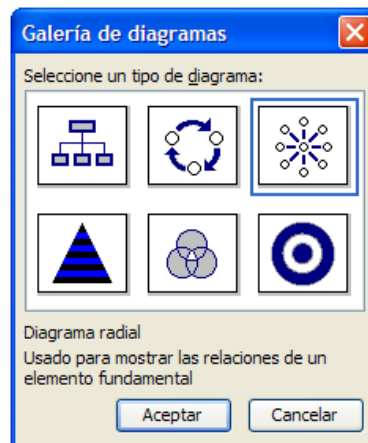 Galería de diagramas
Seleccione un tipo de diagrama:
Diagrama radial
Usado para mostrar las relaciones de un
elemento fundamental
Aceptar Cancelar